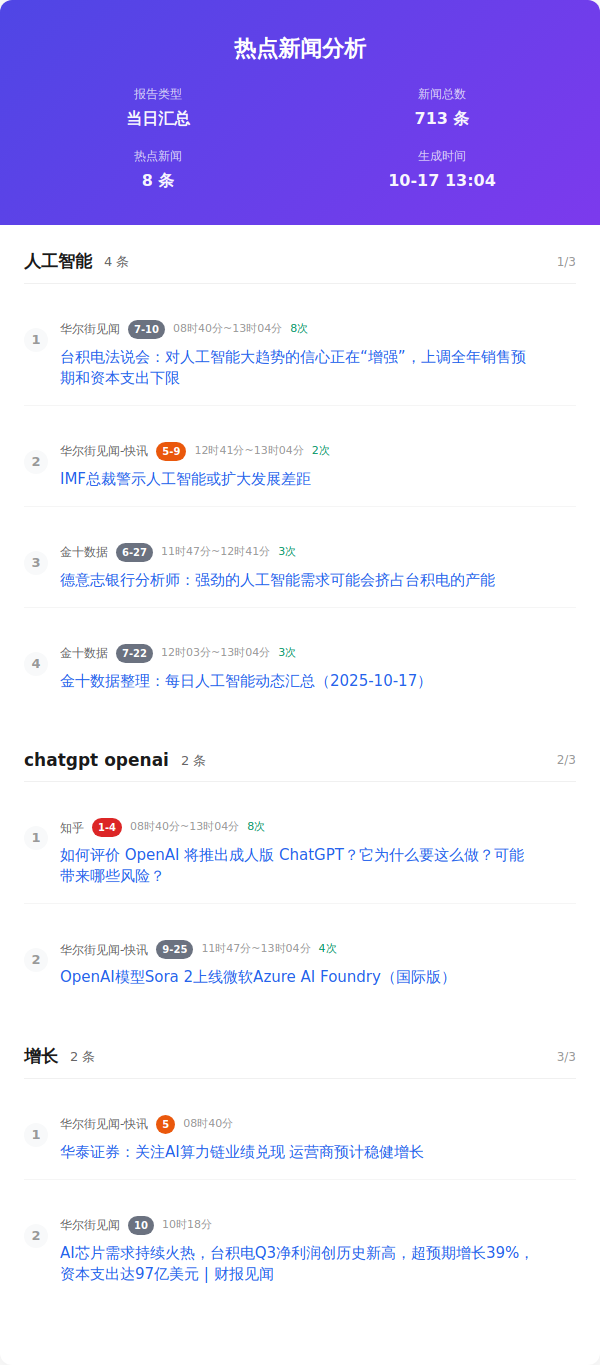 热点新闻分析
报告类型
当日汇总
新闻总数
713 条
热点新闻
8 条
生成时间
10-17 13:04
人工智能 4 条 1/3
1
华尔街见闻 7-10 08时40分~13时04分 8次
台积电法说会：对人工智能大趋势的信心正在“增强”，上调全年销售预
期和资本支出下限
2
华尔街见闻-快讯 5-9 12时41分~13时04分 2次
IMF总裁警示人工智能或扩大发展差距
3
金十数据 6-27 11时47分~12时41分 3次
德意志银行分析师：强劲的人工智能需求可能会挤占台积电的产能
4
金十数据 7-22 12时03分~13时04分 3次
金十数据整理：每日人工智能动态汇总（2025-10-17）
chatgpt openai 2 条 2/3
1
知乎 1-4 08时40分~13时04分 8次
如何评价 OpenAI 将推出成人版 ChatGPT？它为什么要这么做？可能
带来哪些风险？
2
华尔街见闻-快讯 9-25 11时47分~13时04分 4次
OpenAI模型Sora 2上线微软Azure AI Foundry（国际版）
增长 2 条 3/3
1
华尔街见闻-快讯 5 08时40分
华泰证券：关注AI算力链业绩兑现 运营商预计稳健增长
2
华尔街见闻 10 10时18分
AI芯片需求持续火热，台积电Q3净利润创历史新高，超预期增长39%，
资本支出达97亿美元 | 财报见闻